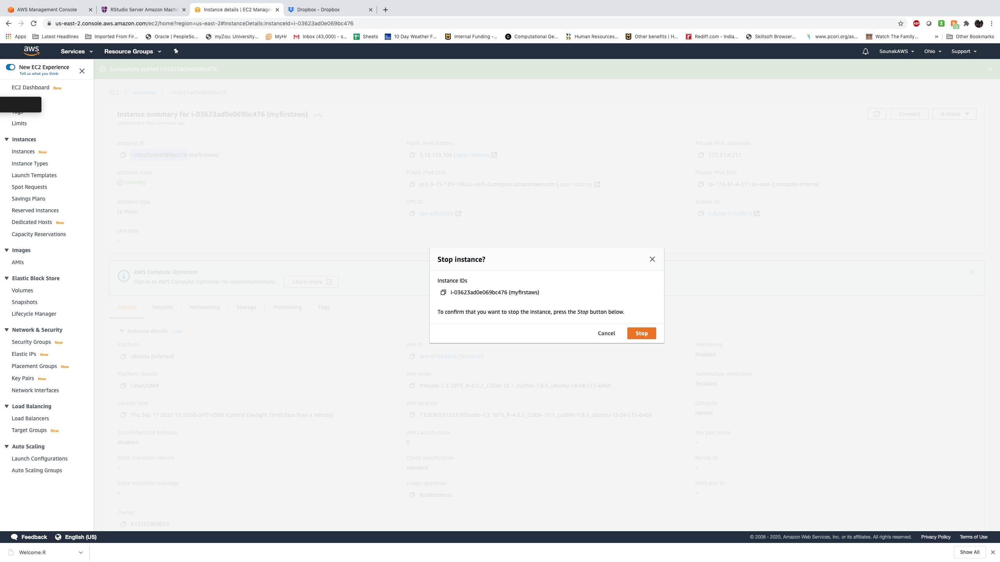 AWS Management Console
RStudio Server Amazon Machin
Instance details | EC2 Manager
Dropbox - Dropbox
us-east-2.console.aws.amazon.com/ec2/home?region=us-east-2#InstanceDetails:instanceId=i-03623ad0e069bc476
ABP
13
Apps
Latest Headlines
Imported From Fir...
Oracle | PeopleSo...
myZou: University...
MyHr
Inbox (43,000) - s...
Sheets
10 Day Weather F...
Internal Funding -...
Computational Ge...
Human Resources...
Other benefits | H...
Rediff.com - India...
Skillsoft Browser...
www.pcori.org/as...
Watch The Family...
»
Other Bookmarks
aws
Services
Resource Groups
SounakAWS
Ohio
Support
New EC2 Experience
Tell us what you think
EC2 Dashboard New
Tags
Limits
Instances
Instances New
Instance Types
Launch Templates
Spot Requests
Savings Plans
Reserved Instances
Dedicated Hosts New
Capacity Reservations
Images
AMIs
Elastic Block Store
Volumes
Snapshots
Lifecycle Manager
Network & Security
Security Groups New
Elastic IPs New
Placement Groups New
Key Pairs New
Network Interfaces
Load Balancing
Load Balancers
Target Groups New
Auto Scaling
Launch Configurations
Auto Scaling Groups
Successfully started i-03623ad0e069bc476
EC2
Instances
i-03623ad0e069bc476
Instance summary for i-03623ad0e069bc476 (myfirstaws) Info
Updated less than a minute ago
Connect
Actions
Instance ID
i-03623ad0e069bc476 (myfirstaws)
Public IPv4 address
3.15.139.106 | open address
Private IPv4 addresses
172.31.4.211
Instance state
Running
Public IPv4 DNS
ec2-3-15-139-106.us-east-2.compute.amazonaws.com | open address
Private IPv4 DNS
ip-172-31-4-211.us-east-2.compute.internal
Instance type
t2.micro
VPC ID
vpc-e353fc88
Subnet ID
subnet-716cbb1a
IAM Role
–
AWS Compute Optimizer
Opt-in to AWS Compute Optimizer for recommendations.
Learn more
Stop instance?
Instance IDs
i-03623ad0e069bc476 (myfirstaws)
To confirm that you want to stop the instance, press the Stop button below.
Cancel
Stop
Details
Security
Networking
Storage
Monitoring
Tags
Instance details Info
Platform
Ubuntu (Inferred)
AMI ID
ami-07083dcdc7b7e0160
Monitoring
disabled
Platform details
Linux/UNIX
AMI name
RStudio-1.3.1073_R-4.0.2_CUDA-10.1_cuDNN-7.6.5_ubuntu-18.04-LTS-64bit
Termination protection
Disabled
Launch time
Thu Sep 17 2020 10:10:50 GMT-0500 (Central Daylight Time) (less than a minute)
AMI location
732690581533/RStudio-1.3.1073_R-4.0.2_CUDA-10.1_cuDNN-7.6.5_ubuntu-18.04-LTS-64bit
Lifecycle
normal
Stop-hibernate behavior
disabled
AMI Launch index
0
Key pair name
–
State transition reason
–
Credit specification
standard
Kernel ID
–
State transition message
–
Usage operation
RunInstances
RAM disk ID
–
Owner
413563909033
Feedback
English (US)
© 2008 - 2020, Amazon Web Services, Inc. or its affiliates. All rights reserved.
Privacy Policy
Terms of Use
Welcome.R
Show All